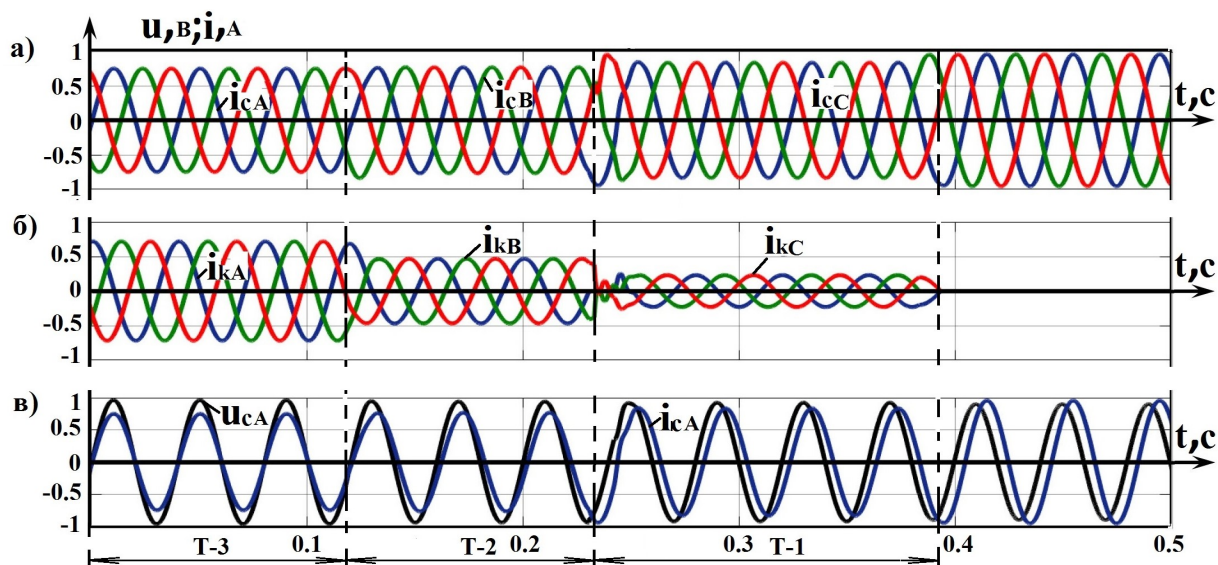 u,В;i,А
а)
1
0.5
0
-0.5
-1
icA
icB
icC
t,c
б)
1
0.5
0
-0.5
-1
ikA
ikB
ikC
t,c
в)
1
0.5
0
-0.5
-1
ucA
icA
t,c
T-3
0.1
T-2
0.2
0.3
T-1
0.4
0.5